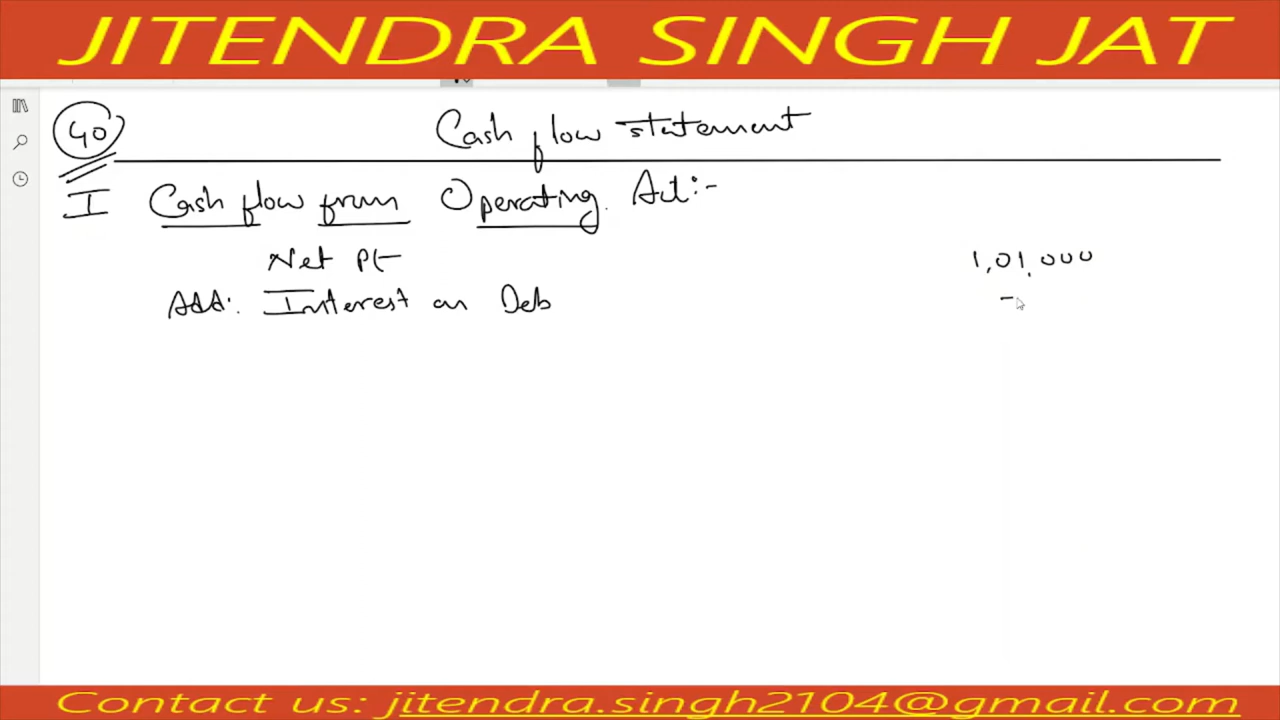 JITENDRA SINGH JAT
40 Cash flow statement
I Cash flow from Operating Act:-
Net Pft 1,01,000
Add: Interest on Deb
Contact us: jitendra.singh2104@gmail.com